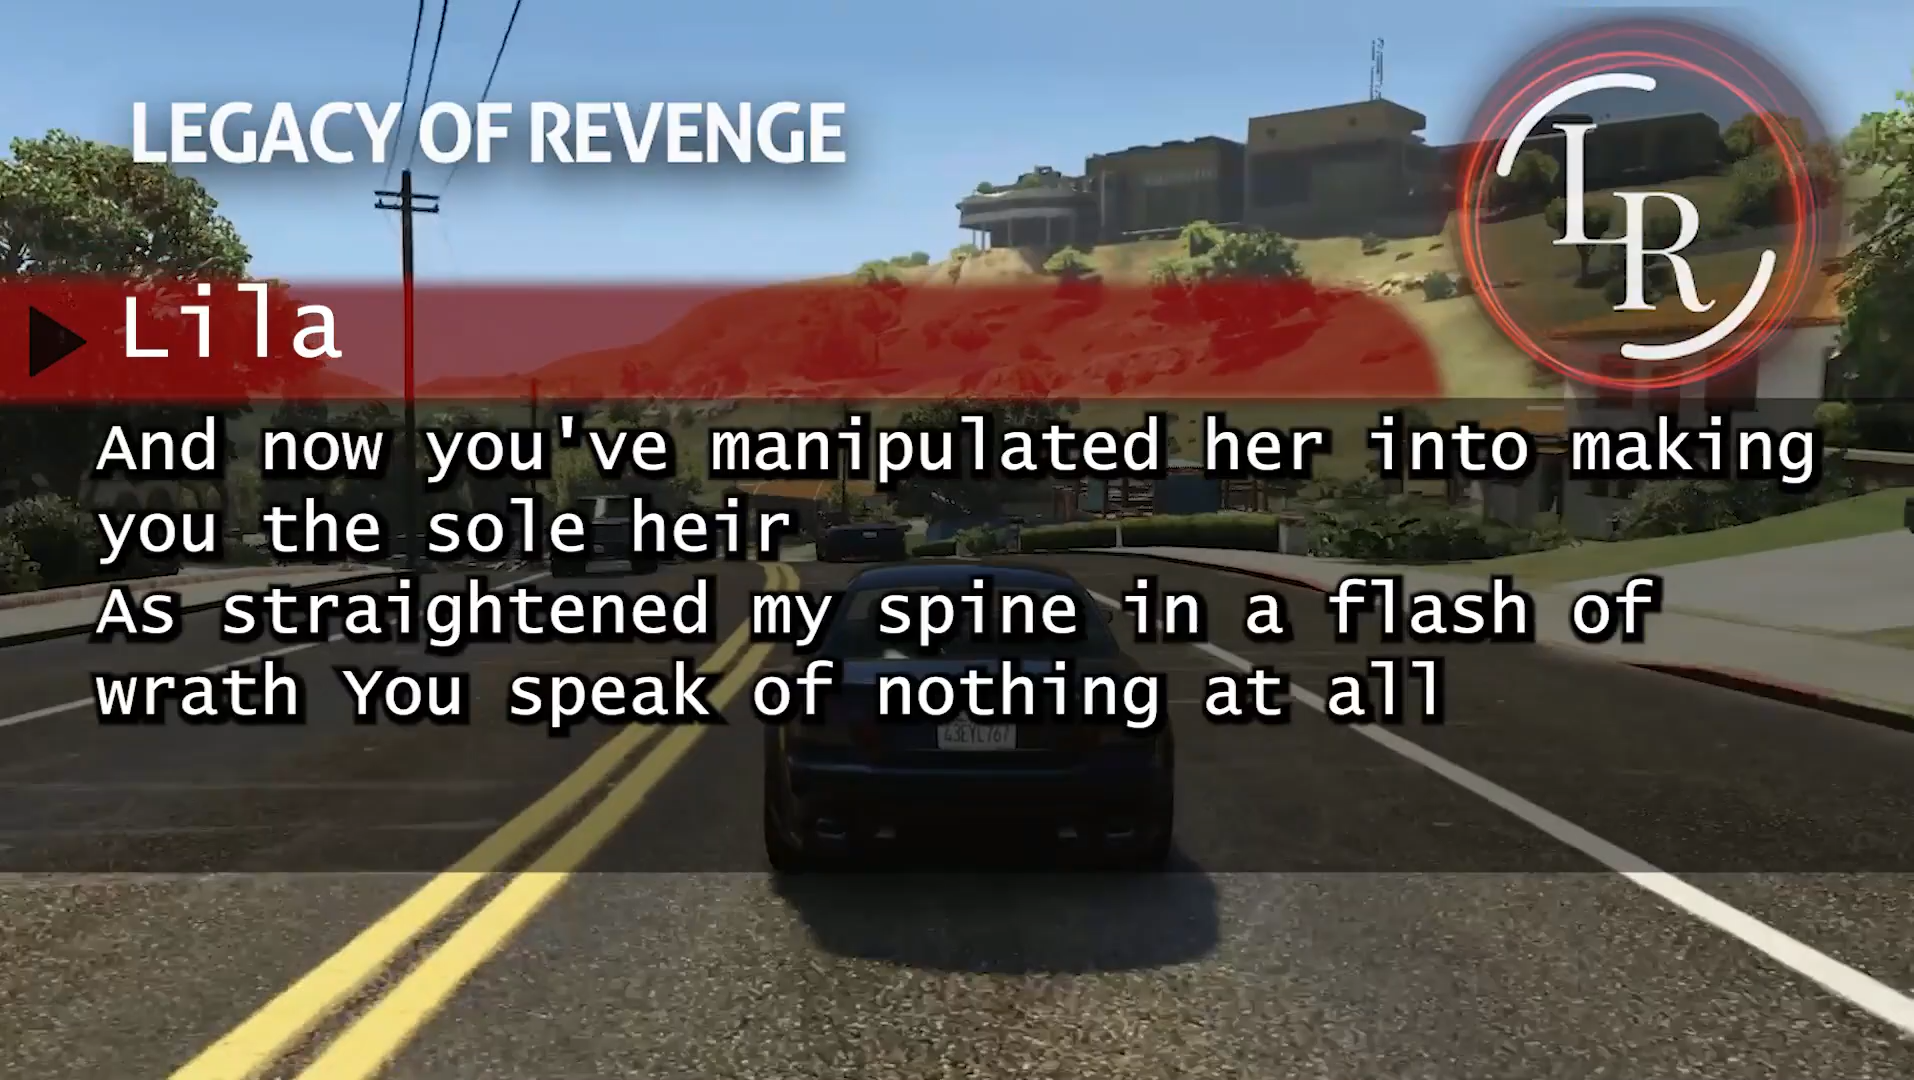 LEGACY OF REVENGE
LR
Lila
And now you've manipulated her into making
you the sole heir
As straightened my spine in a flash of
wrath You speak of nothing at all
43EYL767